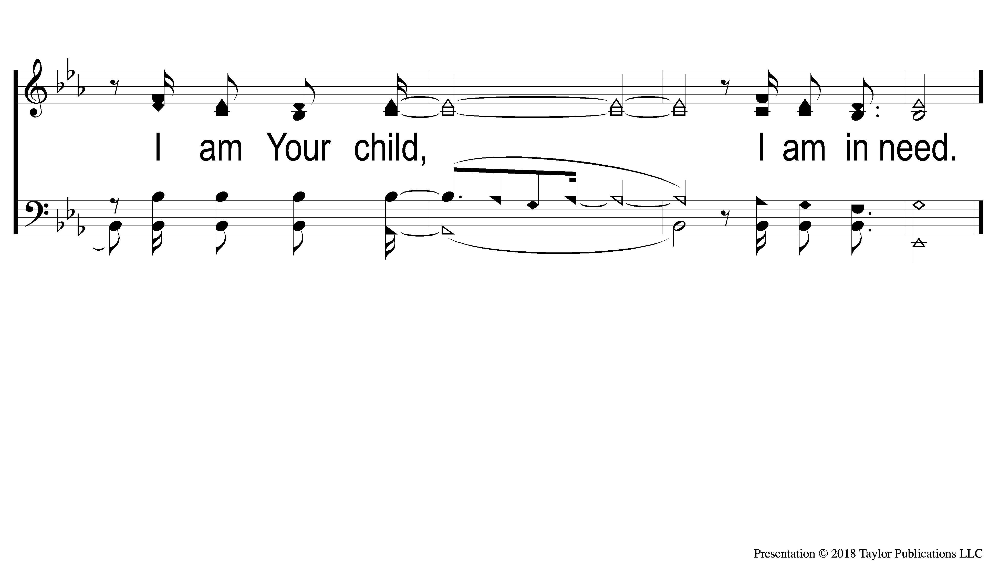 I am Your child, I am in need.
Presentation © 2018 Taylor Publications LLC